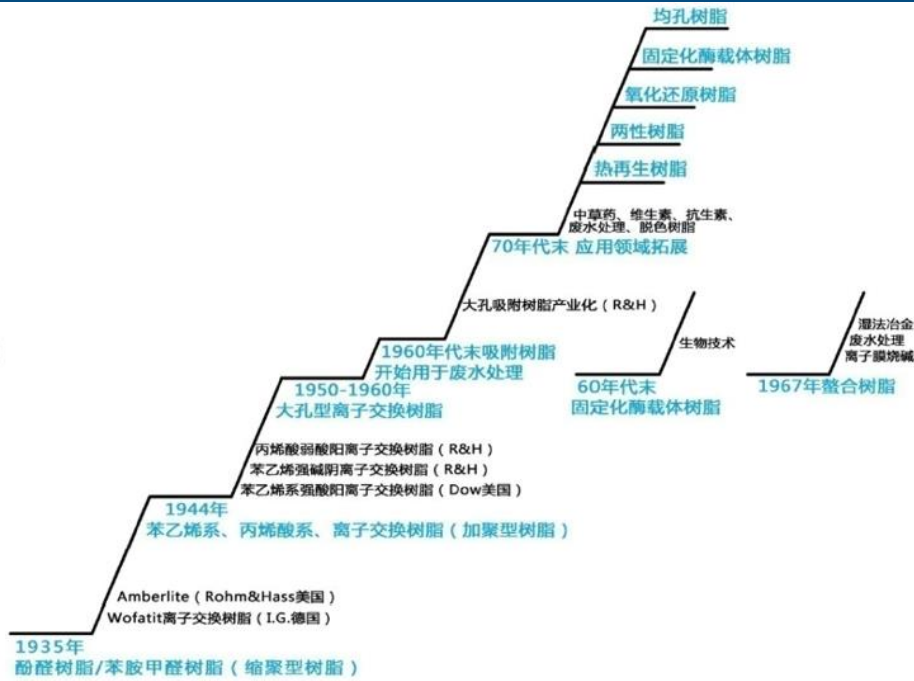 均孔树脂
固定化酶载体树脂
氧化还原树脂
两性树脂
热再生树脂
中草药、维生素、抗生素、
废水处理、脱色树脂
70年代末 应用领域拓展
大孔吸附树脂产业化（R&H）
1960年代末吸附树脂
开始用于废水处理
生物技术
60年代末
固定化酶载体树脂
湿法冶金
废水处理
离子膜烧碱
1967年螯合树脂
1950-1960年
大孔型离子交换树脂
丙烯酸弱酸阳离子交换树脂（R&H）
苯乙烯强碱阴离子交换树脂（R&H）
苯乙烯系强酸阳离子交换树脂（Dow美国）
1944年
苯乙烯系、丙烯酸系、离子交换树脂（加聚型树脂）
Amberlite（Rohm&Hass美国）
Wofatit离子交换树脂（I.G.德国）
1935年
酚醛树脂/苯胺甲醛树脂（缩聚型树脂）